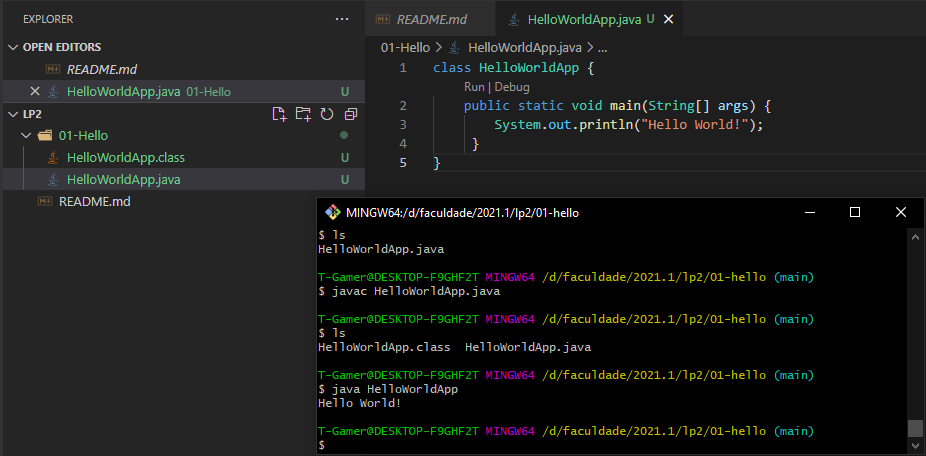 EXPLORER ...
OPEN EDITORS
README.md
HelloWorldApp.java 01-Hello U
LP2
01-Hello
HelloWorldApp.class U
HelloWorldApp.java U
README.md
README.md HelloWorldApp.java U
01-Hello > HelloWorldApp.java > ...
1 class HelloWorldApp {
Run | Debug
2 public static void main(String[] args) {
3 System.out.println("Hello World!");
4 }
5 }
MINGW64:/d/faculdade/2021.1/lp2/01-hello
$ ls
HelloWorldApp.java
T-Gamer@DESKTOP-F9GHF2T MINGW64 /d/faculdade/2021.1/lp2/01-hello (main)
$ javac HelloWorldApp.java
T-Gamer@DESKTOP-F9GHF2T MINGW64 /d/faculdade/2021.1/lp2/01-hello (main)
$ ls
HelloWorldApp.class HelloWorldApp.java
T-Gamer@DESKTOP-F9GHF2T MINGW64 /d/faculdade/2021.1/lp2/01-hello (main)
$ java HelloWorldApp
Hello World!
T-Gamer@DESKTOP-F9GHF2T MINGW64 /d/faculdade/2021.1/lp2/01-hello (main)
$